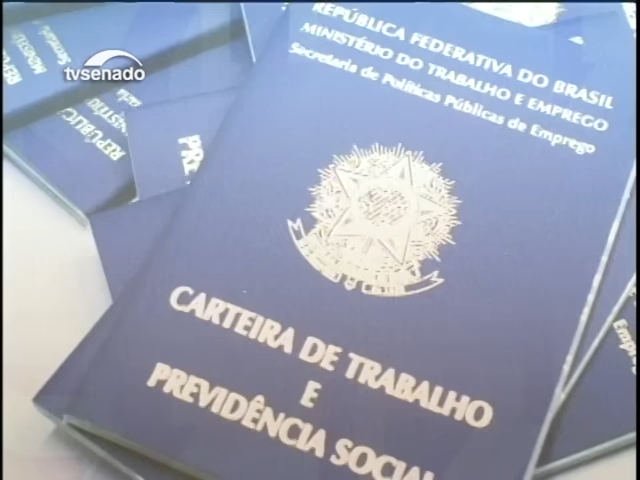 tvsenado
REPÚBLICA FEDERATIVA DO BRASIL
MINISTÉRIO DO TRABALHO E EMPREGO
Secretaria de Políticas Públicas de Emprego
CARTEIRA DE TRABALHO
E
PREVIDÊNCIA SOCIAL